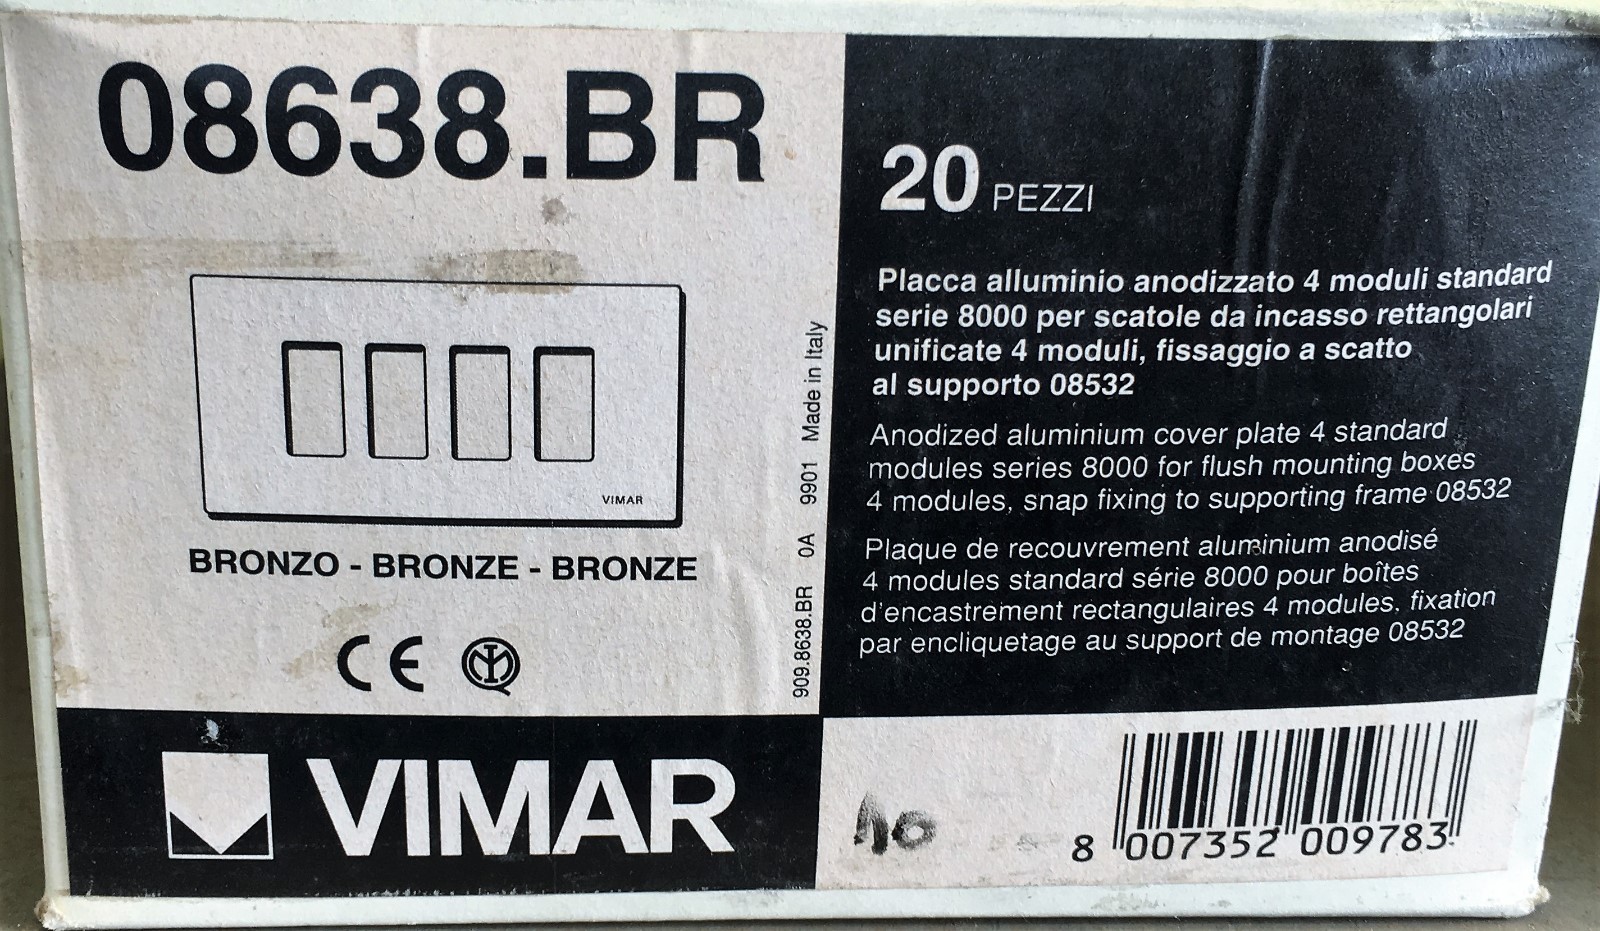 08638.BR
VIMAR
BRONZO - BRONZE - BRONZE
CE
909.8638.BR 0A 9901 Made in Italy
VIMAR
20 PEZZI
Placca alluminio anodizzato 4 moduli standard
serie 8000 per scatole da incasso rettangolari
unificate 4 moduli, fissaggio a scatto
al supporto 08532
Anodized aluminium cover plate 4 standard
modules series 8000 for flush mounting boxes
4 modules, snap fixing to supporting frame 08532
Plaque de recouvrement aluminium anodisé
4 modules standard série 8000 pour boîtes
d'encastrement rectangulaires 4 modules, fixation
par encliquetage au support de montage 08532
10
8 007352 009783